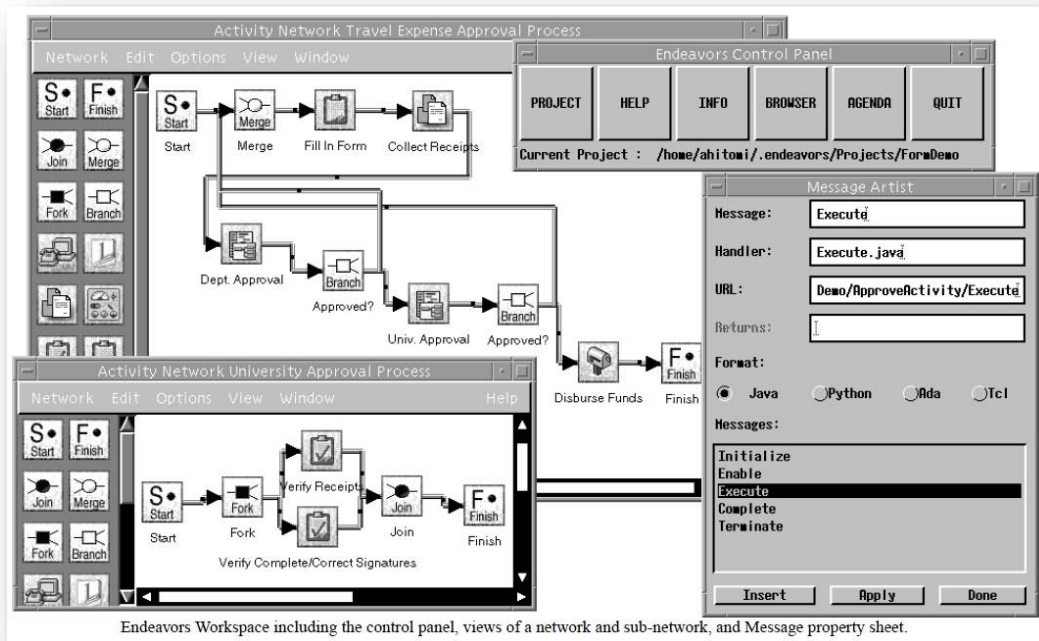 Activity Network Travel Expense Approval Process
Network Edit Options View Window
S
Start
F
Finish
Join
Merge
Fork
Branch
S
Start
Start
Merge
Merge
Fill In Form
Collect Receipts
Dept. Approval
Branch
Approved?
Univ. Approval
Branch
Approved?
Disburse Funds
F
Finish
Finish
Endeavors Control Panel
PROJECT HELP INFO BROWSER AGENDA QUIT
Current Project : /home/ahitomi/.endeavors/Projects/FormDemo
Message Artist
Message: Execute
Handler: Execute.java
URL: Demo/ApproveActivity/Execute
Returns:
Format:
Java Python Ada Tcl
Messages:
Initialize
Enable
Execute
Complete
Terminate
Insert Apply Done
Activity Network University Approval Process
Network Edit Options View Window Help
S
Start
F
Finish
Join
Merge
Fork
Branch
S
Start
Start
Fork
Fork
Verify Receipts
Verify Complete/Correct Signatures
Join
Join
F
Finish
Finish
Endeavors Workspace including the control panel, views of a network and sub-network, and Message property sheet.